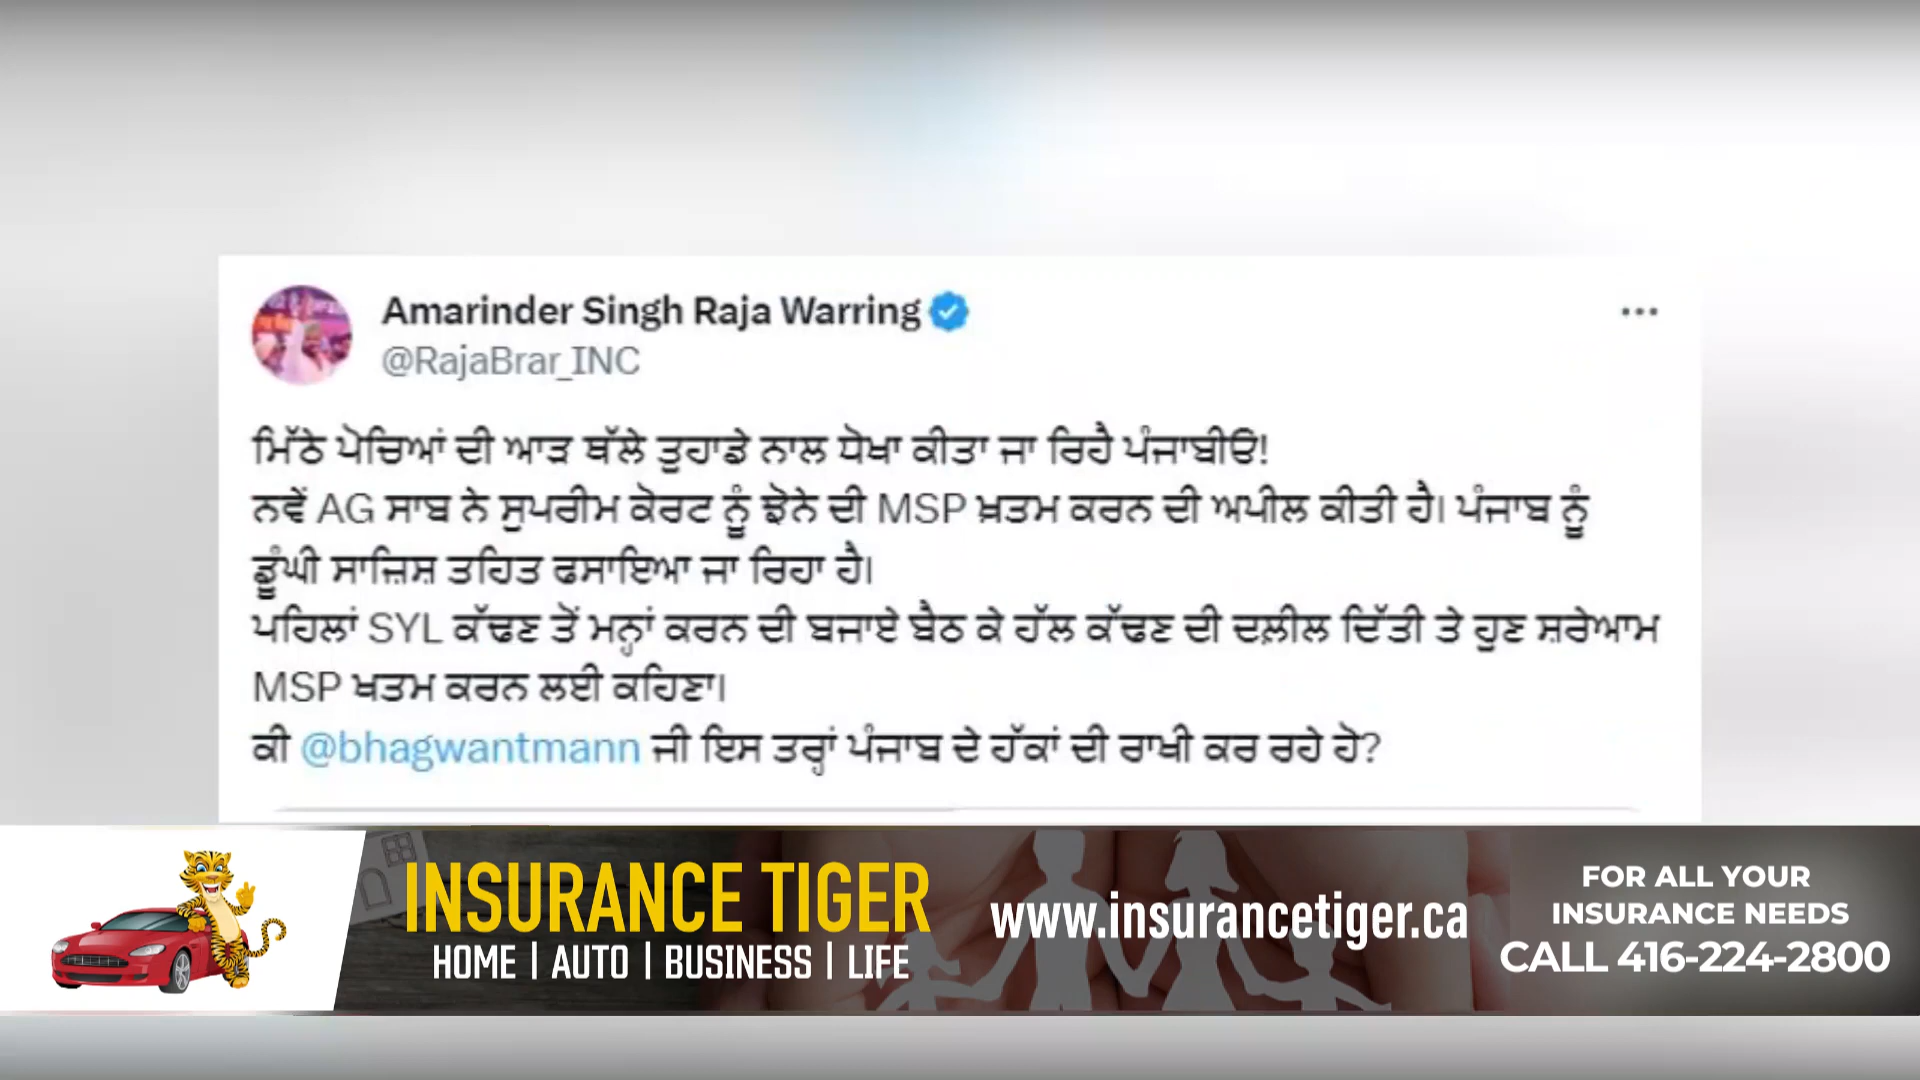 Amarinder Singh Raja Warring
@RajaBrar_INC
ਮਿੱਠੇ ਪੋਚਿਆਂ ਦੀ ਆੜ ਥੱਲੇ ਤੁਹਾਡੇ ਨਾਲ ਧੋਖਾ ਕੀਤਾ ਜਾ ਰਿਹੈ ਪੰਜਾਬੀਓ!
ਨਵੇਂ AG ਸਾਬ ਨੇ ਸੁਪਰੀਮ ਕੋਰਟ ਨੂੰ ਝੋਨੇ ਦੀ MSP ਖ਼ਤਮ ਕਰਨ ਦੀ ਅਪੀਲ ਕੀਤੀ ਹੈ। ਪੰਜਾਬ ਨੂੰ
ਡੂੰਘੀ ਸਾਜ਼ਿਸ਼ ਤਹਿਤ ਫਸਾਇਆ ਜਾ ਰਿਹਾ ਹੈ।
ਪਹਿਲਾਂ SYL ਕੱਢਣ ਤੋਂ ਮਨ੍ਹਾਂ ਕਰਨ ਦੀ ਬਜਾਏ ਬੈਠ ਕੇ ਹੱਲ ਕੱਢਣ ਦੀ ਦਲੀਲ ਦਿੱਤੀ ਤੇ ਹੁਣ ਸ਼ਰੇਆਮ
MSP ਖਤਮ ਕਰਨ ਲਈ ਕਹਿਣਾ।
ਕੀ @bhagwantmann ਜੀ ਇਸ ਤਰ੍ਹਾਂ ਪੰਜਾਬ ਦੇ ਹੱਕਾਂ ਦੀ ਰਾਖੀ ਕਰ ਰਹੇ ਹੋ?
INSURANCE TIGER
HOME | AUTO | BUSINESS | LIFE
www.insurancetiger.ca
FOR ALL YOUR
INSURANCE NEEDS
CALL 416-224-2800